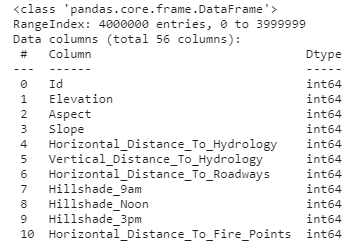 <class 'pandas.core.frame.DataFrame'>
RangeIndex: 4000000 entries, 0 to 3999999
Data columns (total 56 columns):
 #   Column                              Dtype
---  ------                              -----
 0   Id                                  int64
 1   Elevation                           int64
 2   Aspect                              int64
 3   Slope                               int64
 4   Horizontal_Distance_To_Hydrology    int64
 5   Vertical_Distance_To_Hydrology      int64
 6   Horizontal_Distance_To_Roadways     int64
 7   Hillshade_9am                       int64
 8   Hillshade_Noon                      int64
 9   Hillshade_3pm                       int64
 10  Horizontal_Distance_To_Fire_Points  int64